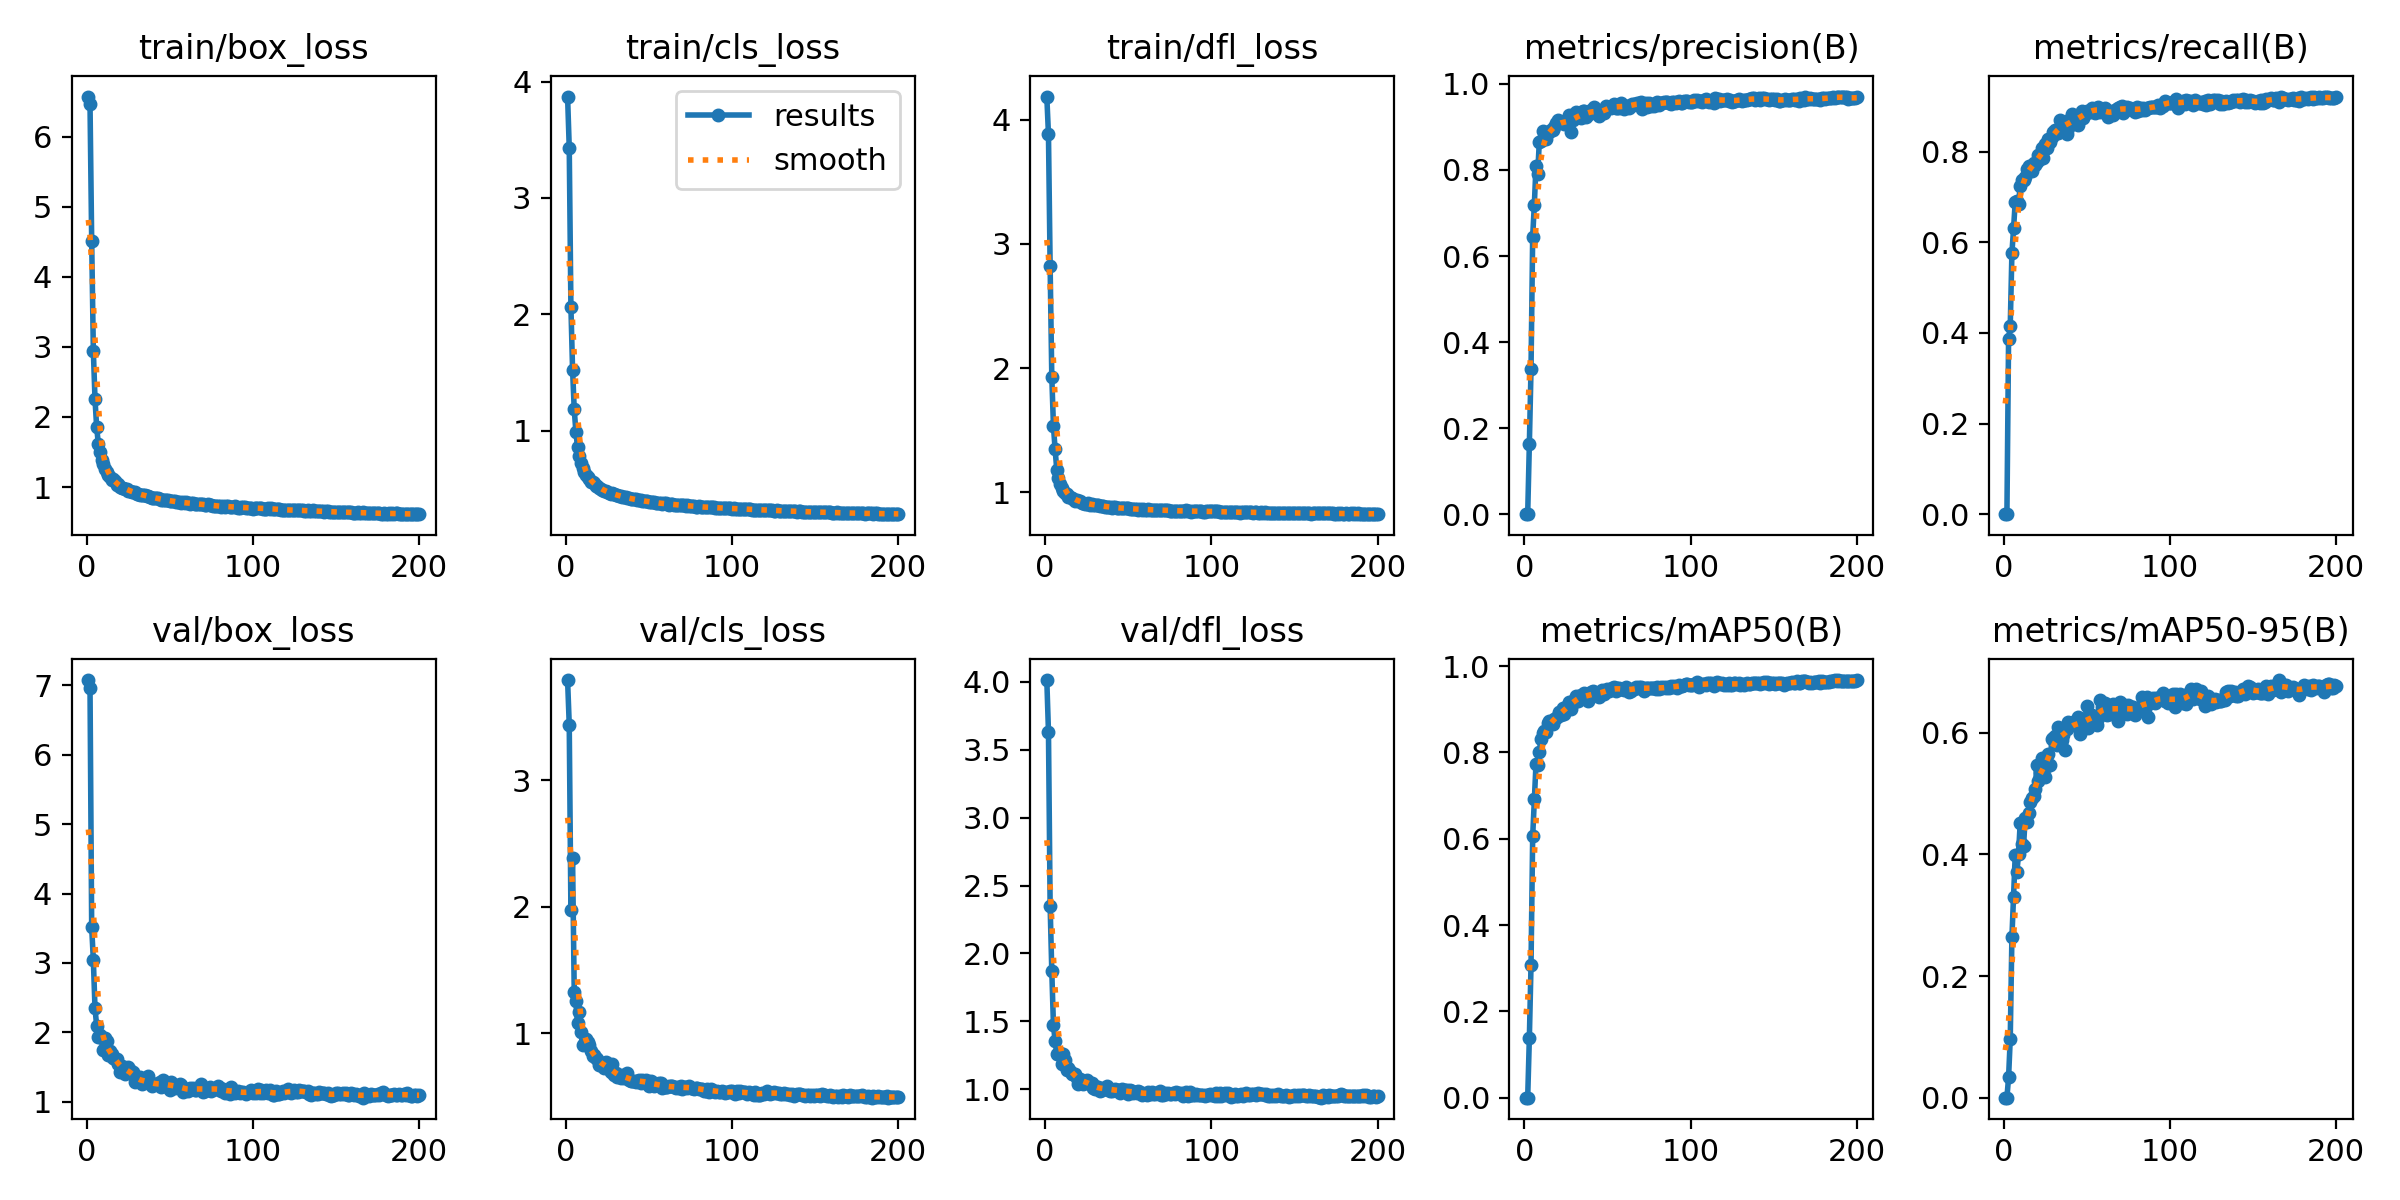 train/box_loss
6
5
4
3
2
1
0 100 200
train/cls_loss
4
3
2
1
results
smooth
0 100 200
train/dfl_loss
4
3
2
1
0 100 200
metrics/precision(B)
1.0
0.8
0.6
0.4
0.2
0.0
0 100 200
metrics/recall(B)
0.8
0.6
0.4
0.2
0.0
0 100 200
val/box_loss
7
6
5
4
3
2
1
0 100 200
val/cls_loss
3
2
1
0 100 200
val/dfl_loss
4.0
3.5
3.0
2.5
2.0
1.5
1.0
0 100 200
metrics/mAP50(B)
1.0
0.8
0.6
0.4
0.2
0.0
0 100 200
metrics/mAP50-95(B)
0.6
0.4
0.2
0.0
0 100 200